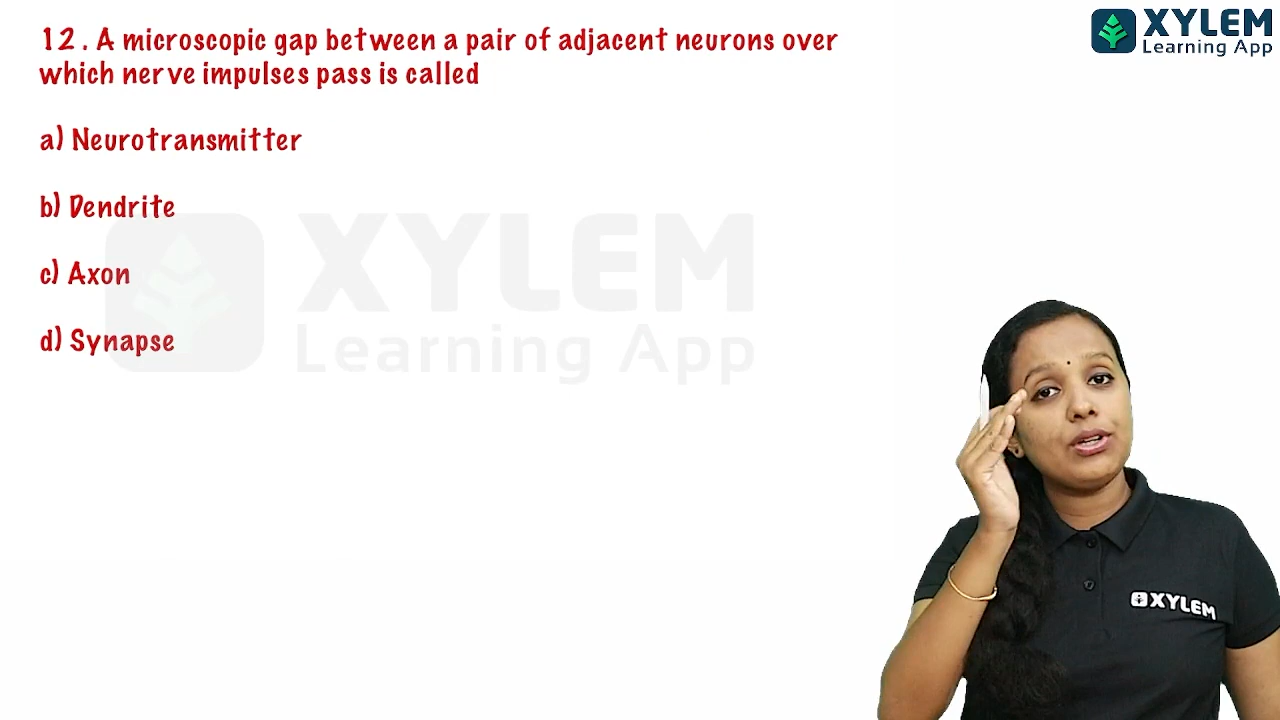 12. A microscopic gap between a pair of adjacent neurons over
which nerve impulses pass is called
a) Neurotransmitter
b) Dendrite
c) Axon
d) Synapse
XYLEM
Learning App
XYLEM
Learning App
XYLEM